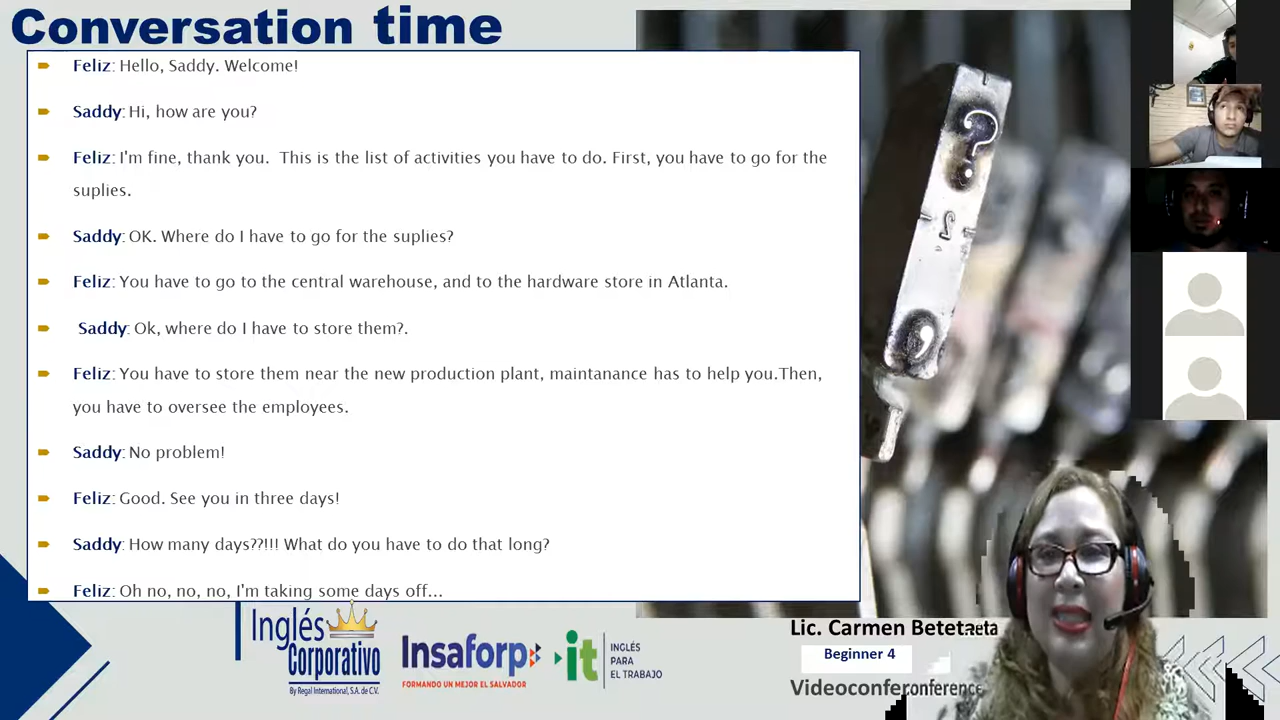 Conversation time
Feliz: Hello, Saddy. Welcome!
Saddy: Hi, how are you?
Feliz: I'm fine, thank you.  This is the list of activities you have to do. First, you have to go for the
suplies.
Saddy: OK. Where do I have to go for the suplies?
Feliz: You have to go to the central warehouse, and to the hardware store in Atlanta.
Saddy: Ok, where do I have to store them?.
Feliz: You have to store them near the new production plant, maintanance has to help you.Then,
you have to oversee the employees.
Saddy: No problem!
Feliz: Good. See you in three days!
Saddy: How many days??!!! What do you have to do that long?
Feliz: Oh no, no, no, I'm taking some days off...
?
2
,
Inglés
Corporativo
By Regal International, S.A. de C.V.
Insaforp
FORMANDO UN MEJOR EL SALVADOR
it
INGLÉS
PARA
EL TRABAJO
Lic. Carmen
Beginner 4